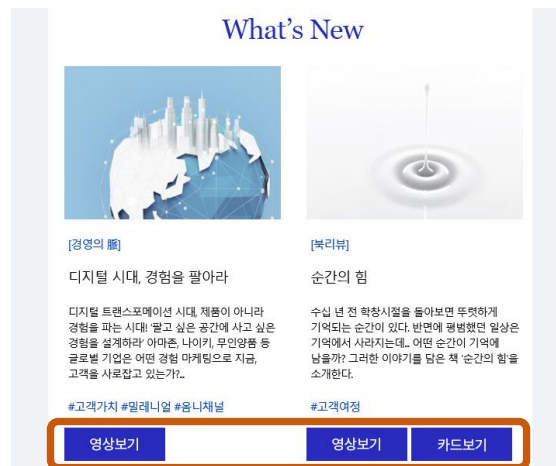 What's New
[경영의 脈]
디지털 시대, 경험을 팔아라
디지털 트랜스포메이션 시대, 제품이 아니라
경험을 파는 시대! '팔고 싶은 공간에 사고 싶은
경험을 설계하라' 아마존, 나이키, 무인양품 등
글로벌 기업은 어떤 경험 마케팅으로 지금,
고객을 사로잡고 있는가?..
#고객가치 #밀레니얼 #옴니채널
영상보기
[북리뷰]
순간의 힘
수십 년 전 학창시절을 돌아보면 뚜렷하게
기억되는 순간이 있다. 반면에 평범했던 일상은
기억에서 사라지는데... 어떤 순간이 기억에
남을까? 그러한 이야기를 담은 책 '순간의 힘'을
소개한다.
#고객여정
영상보기
카드보기